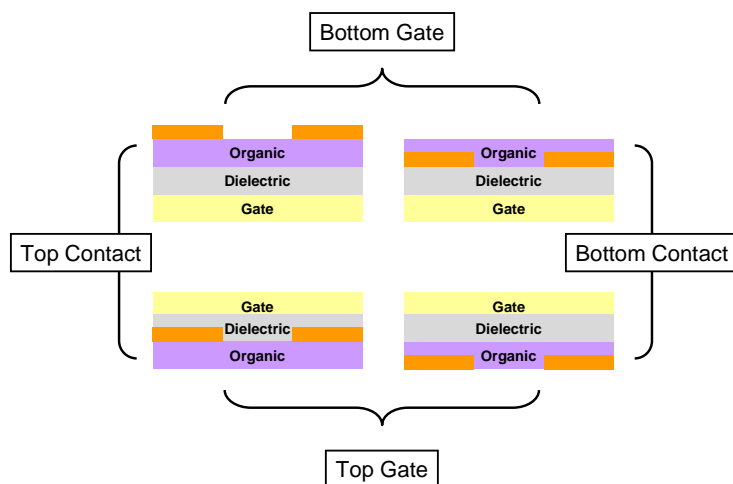 Bottom Gate
Organic
Dielectric
Gate
Organic
Dielectric
Gate
Top Contact
Bottom Contact
Gate
Dielectric
Organic
Gate
Dielectric
Organic
Top Gate